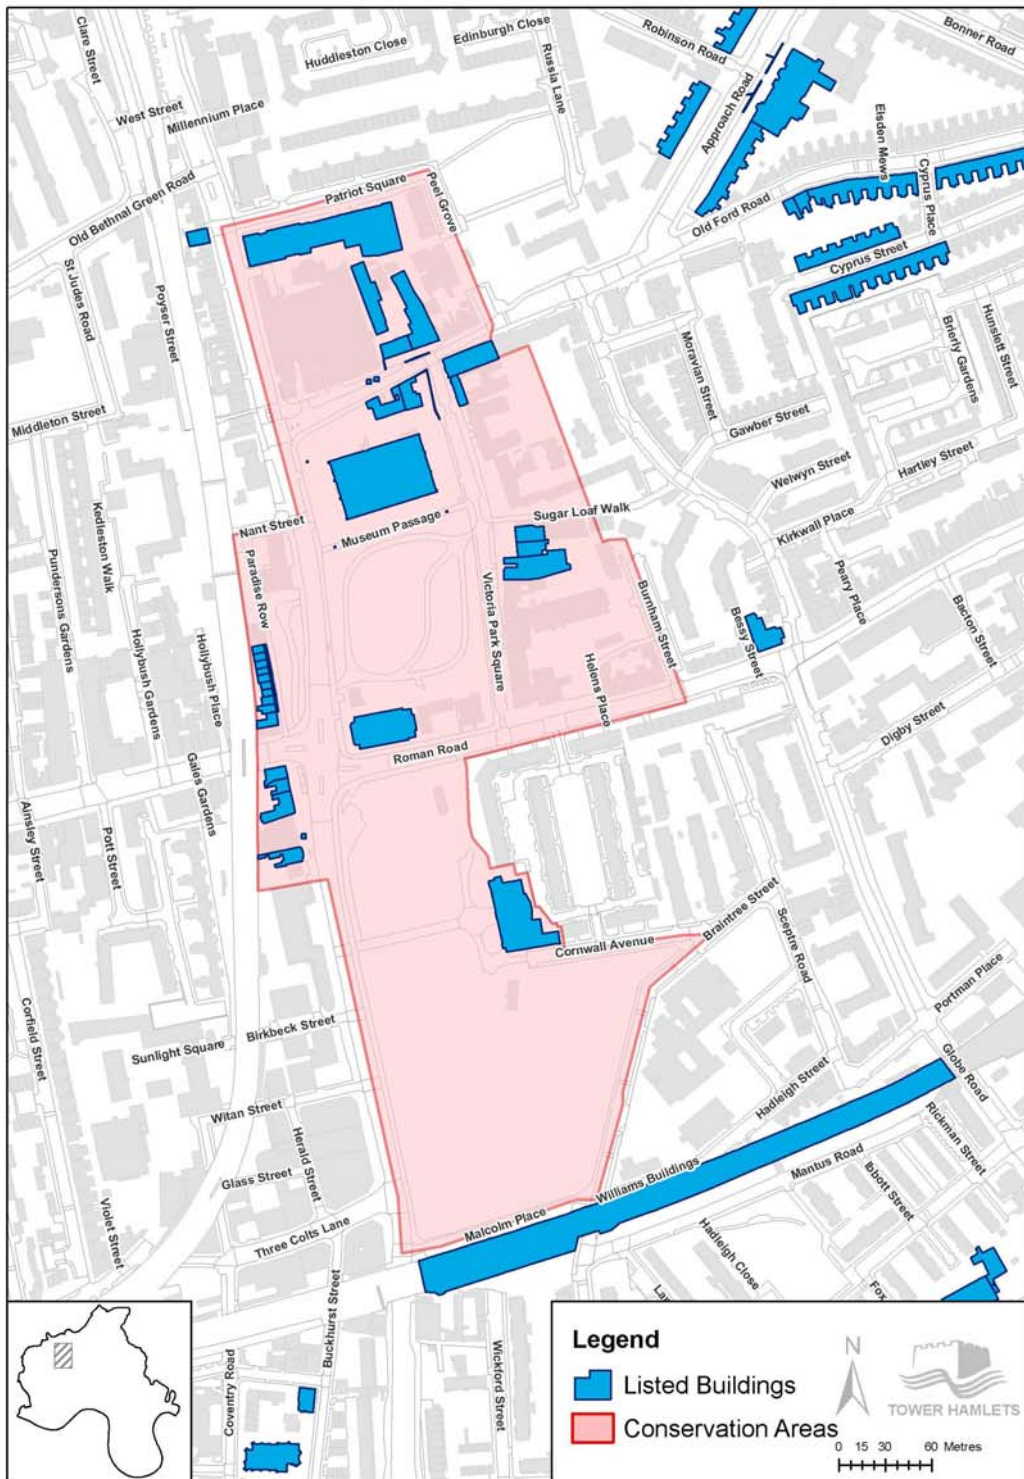 Clare Street
Huddleston Close
Edinburgh Close
Russia Lane
Robinson Road
Bonner Road
Approach Road
West Street
Millennium Place
Elsden Mews
Cyprus Place
Patriot Square
Peel Grove
Old Bethnal Green Road
Old Ford Road
Cyprus Street
St Judes Road
Poyser Street
Moravian Street
Brierly Gardens
Hunslett Street
Middleton Street
Gawber Street
Hartley Street
Welwyn Street
Kedleston Walk
Nant Street
Museum Passage
Sugar Loaf Walk
Kirkwall Place
Pundersons Gardens
Paradise Row
Victoria Park Square
Burnham Street
Peary Place
Bessy Street
Bacton Street
Hollybush Gardens
Hollybush Place
Helens Place
Digby Street
Roman Road
Gales Gardens
Ainsley Street
Pott Street
Braintree Street
Sceptre Road
Cornwall Avenue
Portman Place
Corfield Street
Birkbeck Street
Sunlight Square
Globe Road
Hadleigh Street
Witan Street
Herald Street
Rickman Street
Glass Street
Williams Buildings
Mantus Road
Ibbott Street
Violet Street
Three Colts Lane
Malcolm Place
Hadleigh Close
Buckhurst Street
Fox
Coventry Road
Wickford Street
Legend
Listed Buildings
Conservation Areas
N
TOWER HAMLETS
0 15 30 60 Metres